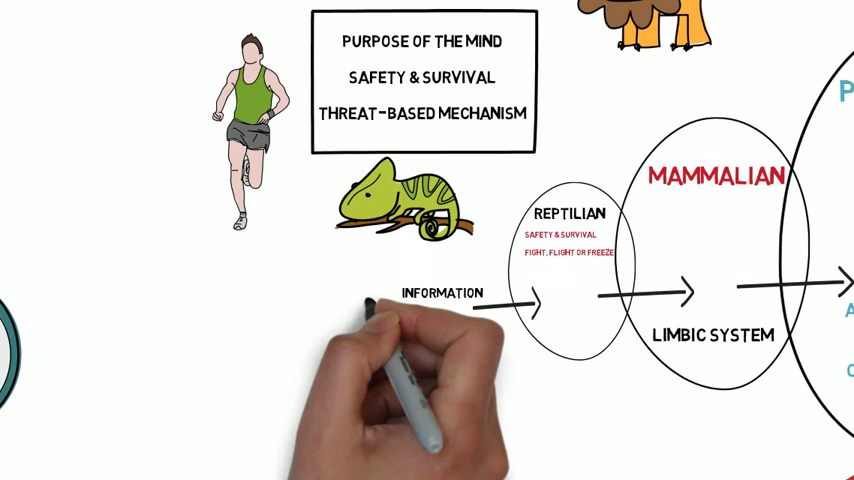 PURPOSE OF THE MIND
SAFETY & SURVIVAL
THREAT-BASED MECHANISM
MAMMALIAN
REPTILIAN
SAFETY & SURVIVAL
FIGHT, FLIGHT OR FREEZE
INFORMATION
LIMBIC SYSTEM